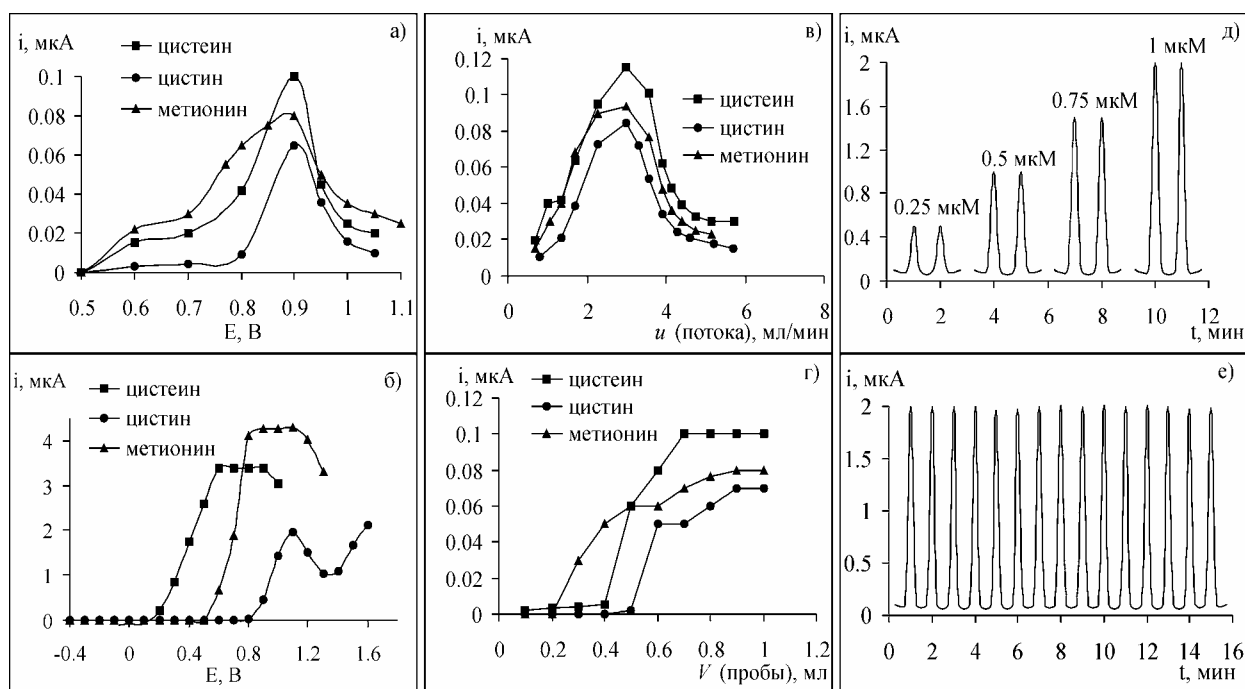 а)
i, мкА
цистеин
цистин
метионин
0.1
0.08
0.06
0.04
0.02
0
0.5 0.6 0.7 0.8 0.9 1 1.1
E, В
в)
i, мкА
0.12
0.1
0.08
0.06
0.04
0.02
0
цистеин
цистин
метионин
0 2 4 6 8
u (потока), мл/мин
д)
i, мкА
1 мкМ
0.75 мкМ
0.5 мкМ
0.25 мкМ
2
1.6
1.2
0.8
0.4
0
0 2 4 6 8 10 12
t, мин
б)
i, мкА
цистеин
цистин
метионин
4
3
2
1
0
-0.4 0 0.4 0.8 1.2 1.6
E, В
г)
i, мкА
цистеин
цистин
метионин
0.12
0.1
0.08
0.06
0.04
0.02
0
0 0.2 0.4 0.6 0.8 1 1.2
V (пробы), мл
е)
i, мкА
2
1.5
1
0.5
0
0 2 4 6 8 10 12 14 16
t, мин